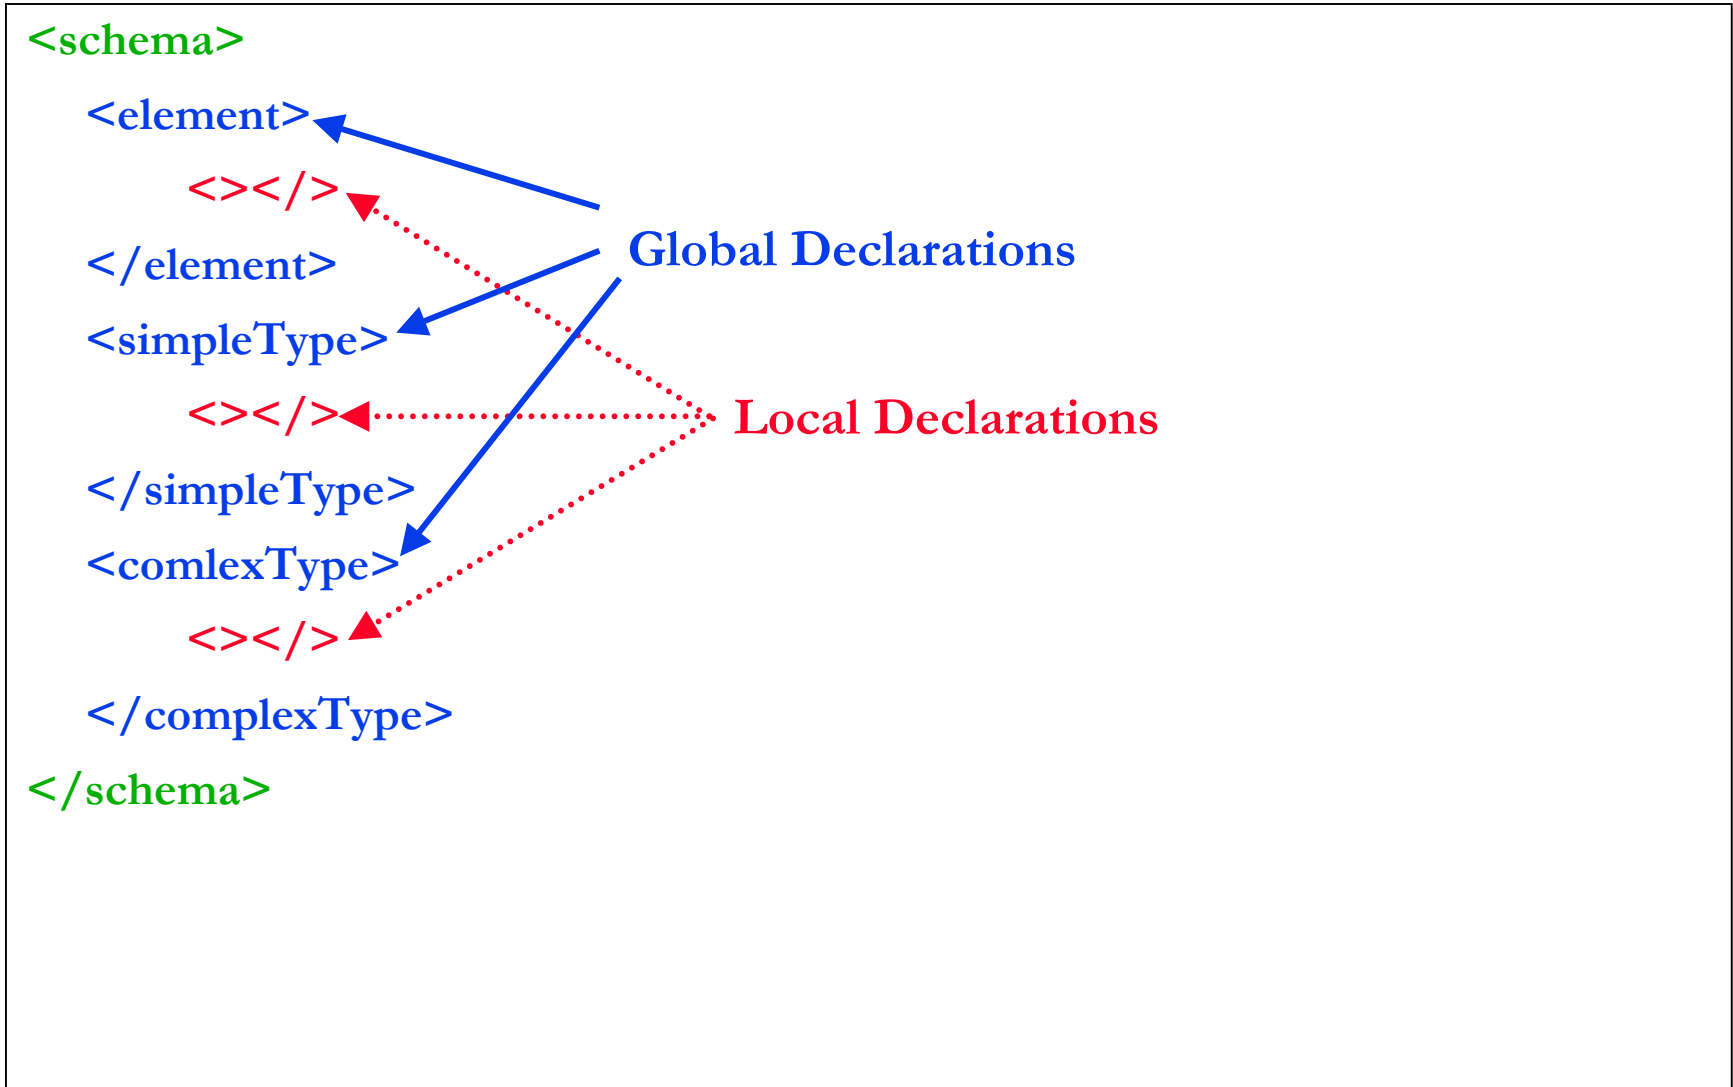 <schema>
<element>
<></>
Global Declarations
</element>
<simpleType>
<></>
Local Declarations
</simpleType>
<comlexType>
<></>
</complexType>
</schema>